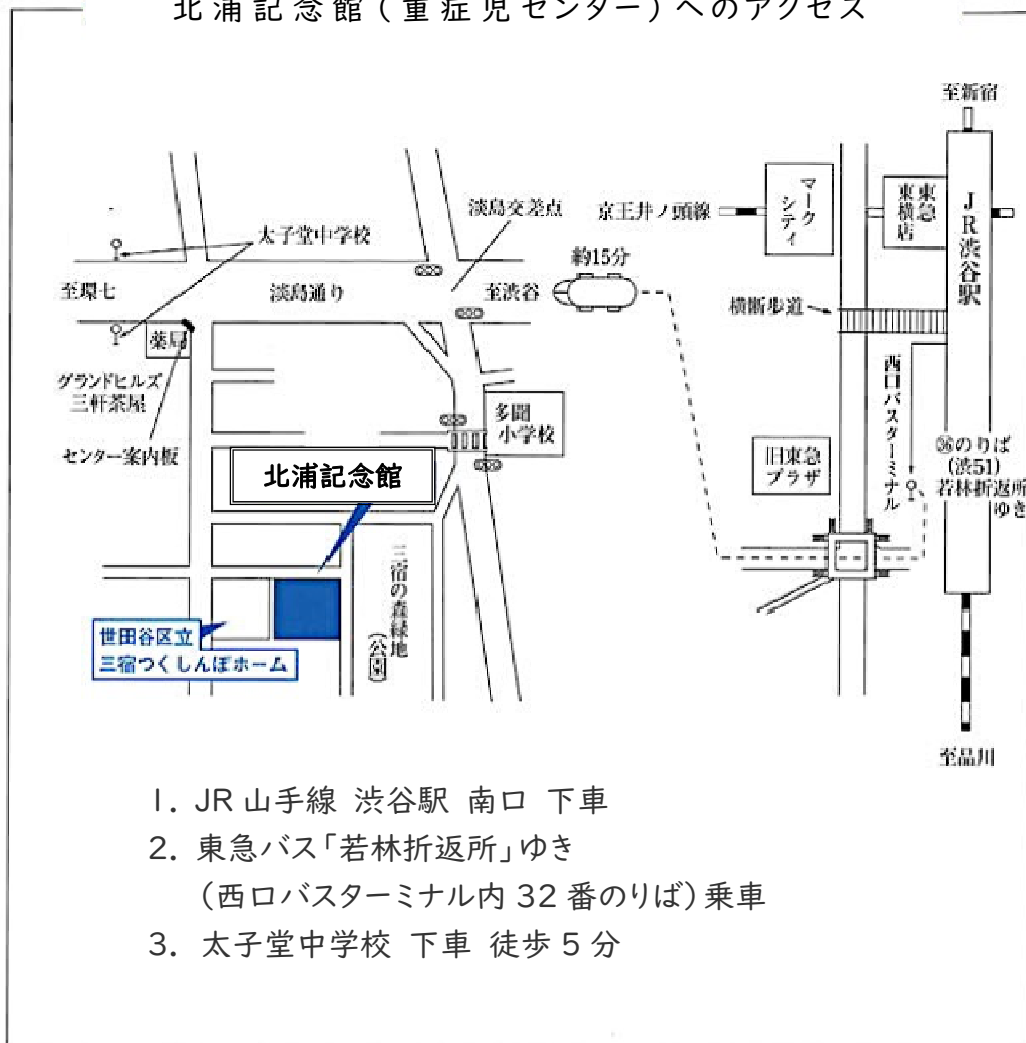 北浦記念館(重症児センター)へのアクセス
至新宿
マークシティ
東急東横店
JR渋谷駅
淡島交差点
京王井ノ頭線
太子堂中学校
約15分
至環七
淡島通り
至渋谷
横断歩道
薬局
グランドヒルズ
三軒茶屋
西口バスターミナル
多聞
小学校
センター案内板
旧東急
プラザ
㊱のりば
(渋51)
若林折返所
ゆき
北浦記念館
三宿の森緑地
(公園)
世田谷区立
三宿つくしんぼホーム
至品川
1. JR山手線 渋谷駅 南口 下車
2. 東急バス「若林折返所」ゆき
(西口バスターミナル内 32番のりば)乗車
3. 太子堂中学校 下車 徒歩5分